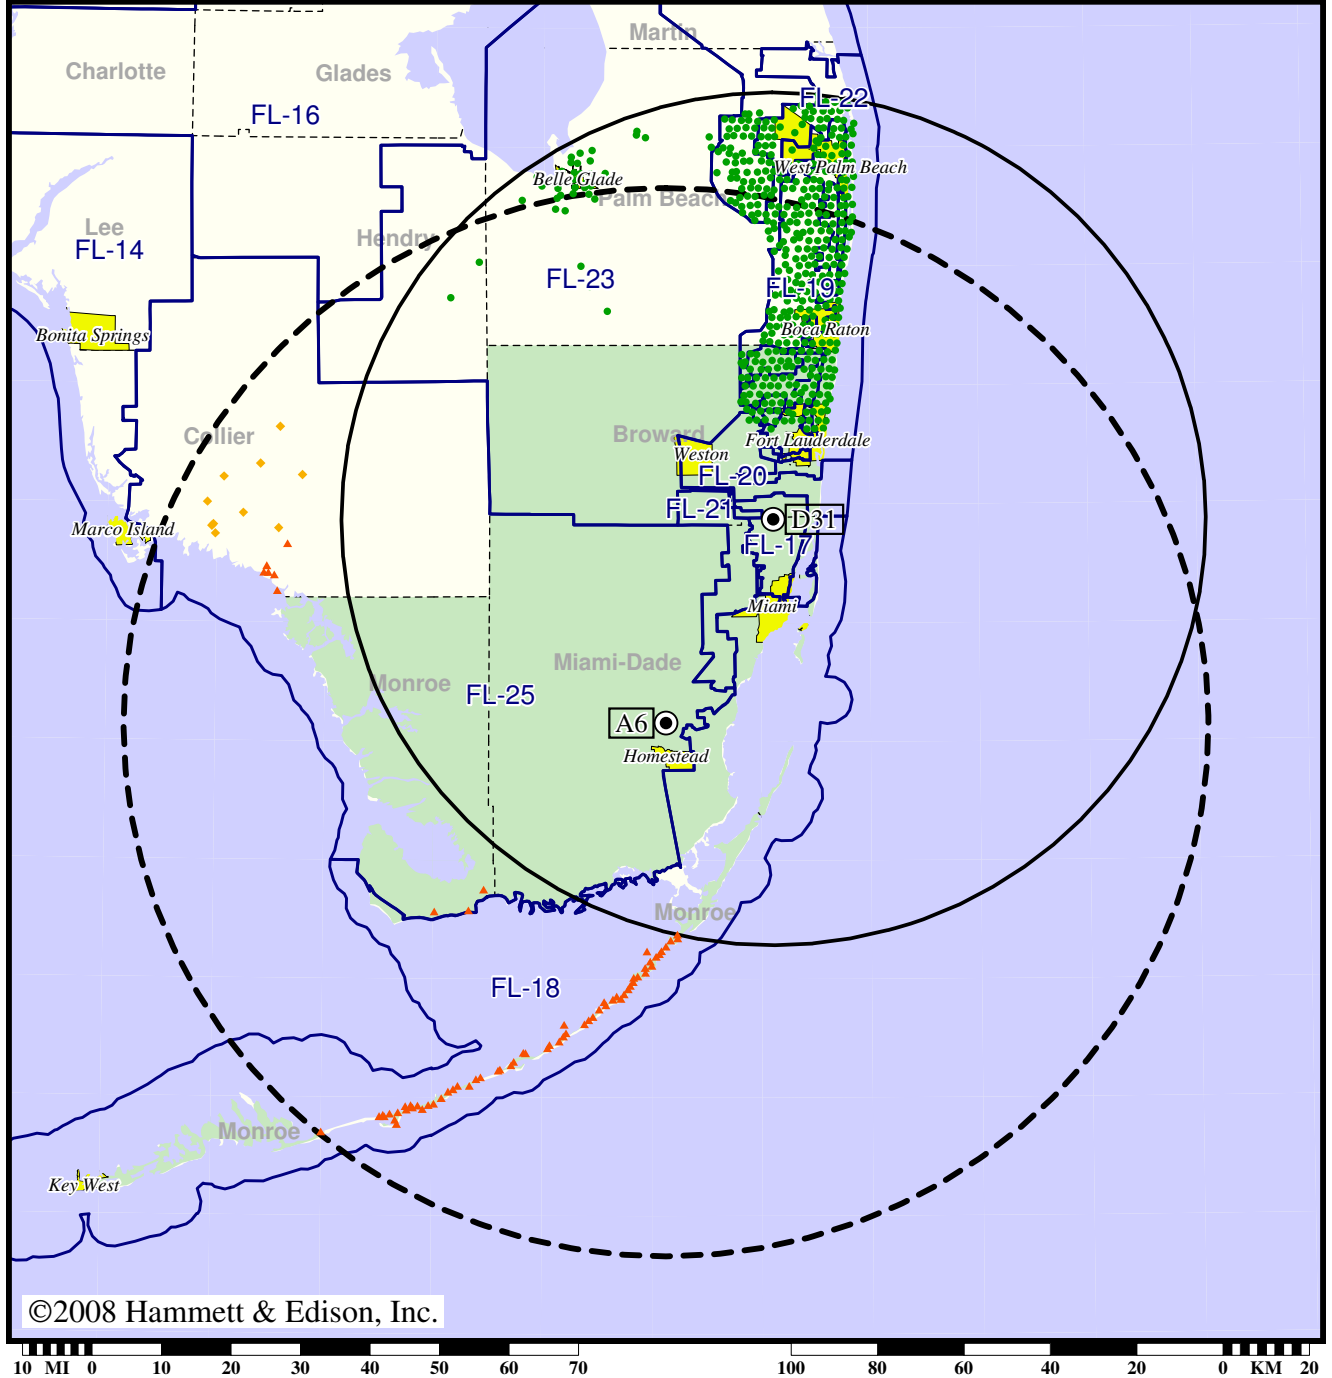 Martin
Charlotte
Glades
FL-22
FL-16
West Palm Beach
Belle Glade
Palm Beach
Lee
FL-14
Hendry
FL-23
FL-19
Bonita Springs
Boca Raton
Collier
Broward
Fort Lauderdale
Weston
FL-20
FL-21
Marco Island
D31
FL-17
Miami
Miami-Dade
Monroe
FL-25
A6
Homestead
Monroe
FL-18
Monroe
Key West
©2008 Hammett & Edison, Inc.
10 MI 0 10 20 30 40 50 60 70 100 80 60 40 20 0 KM 20